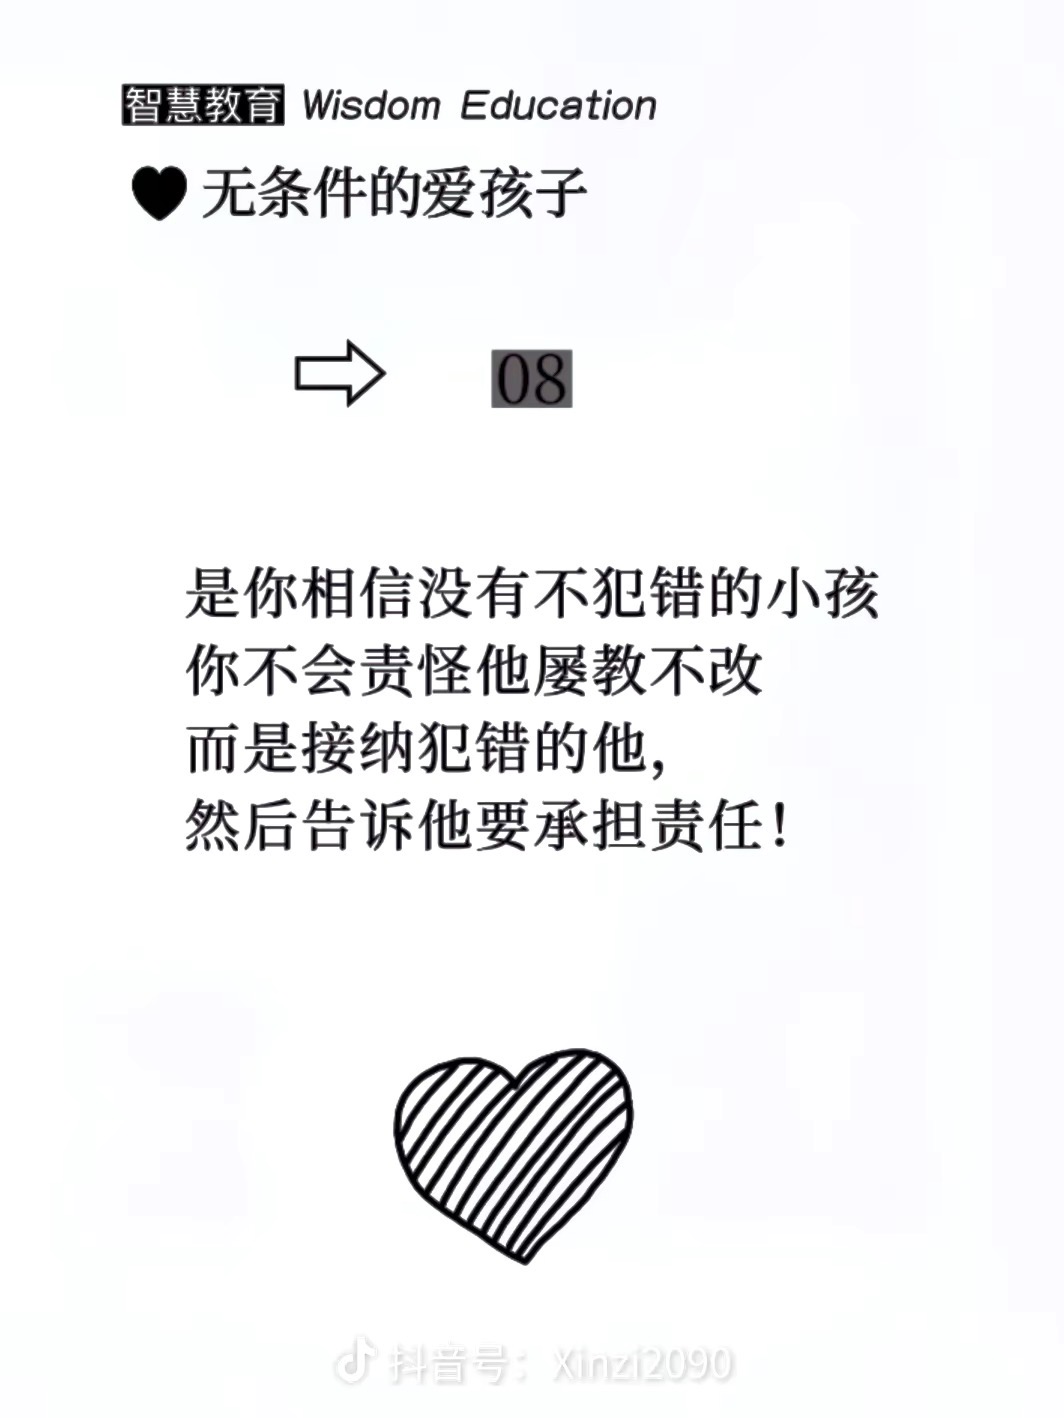 智慧教育 Wisdom Education
无条件的爱孩子
08
是你相信没有不犯错的小孩
你不会责怪他屡教不改
而是接纳犯错的他，
然后告诉他要承担责任！
抖音号：Xinzi2090